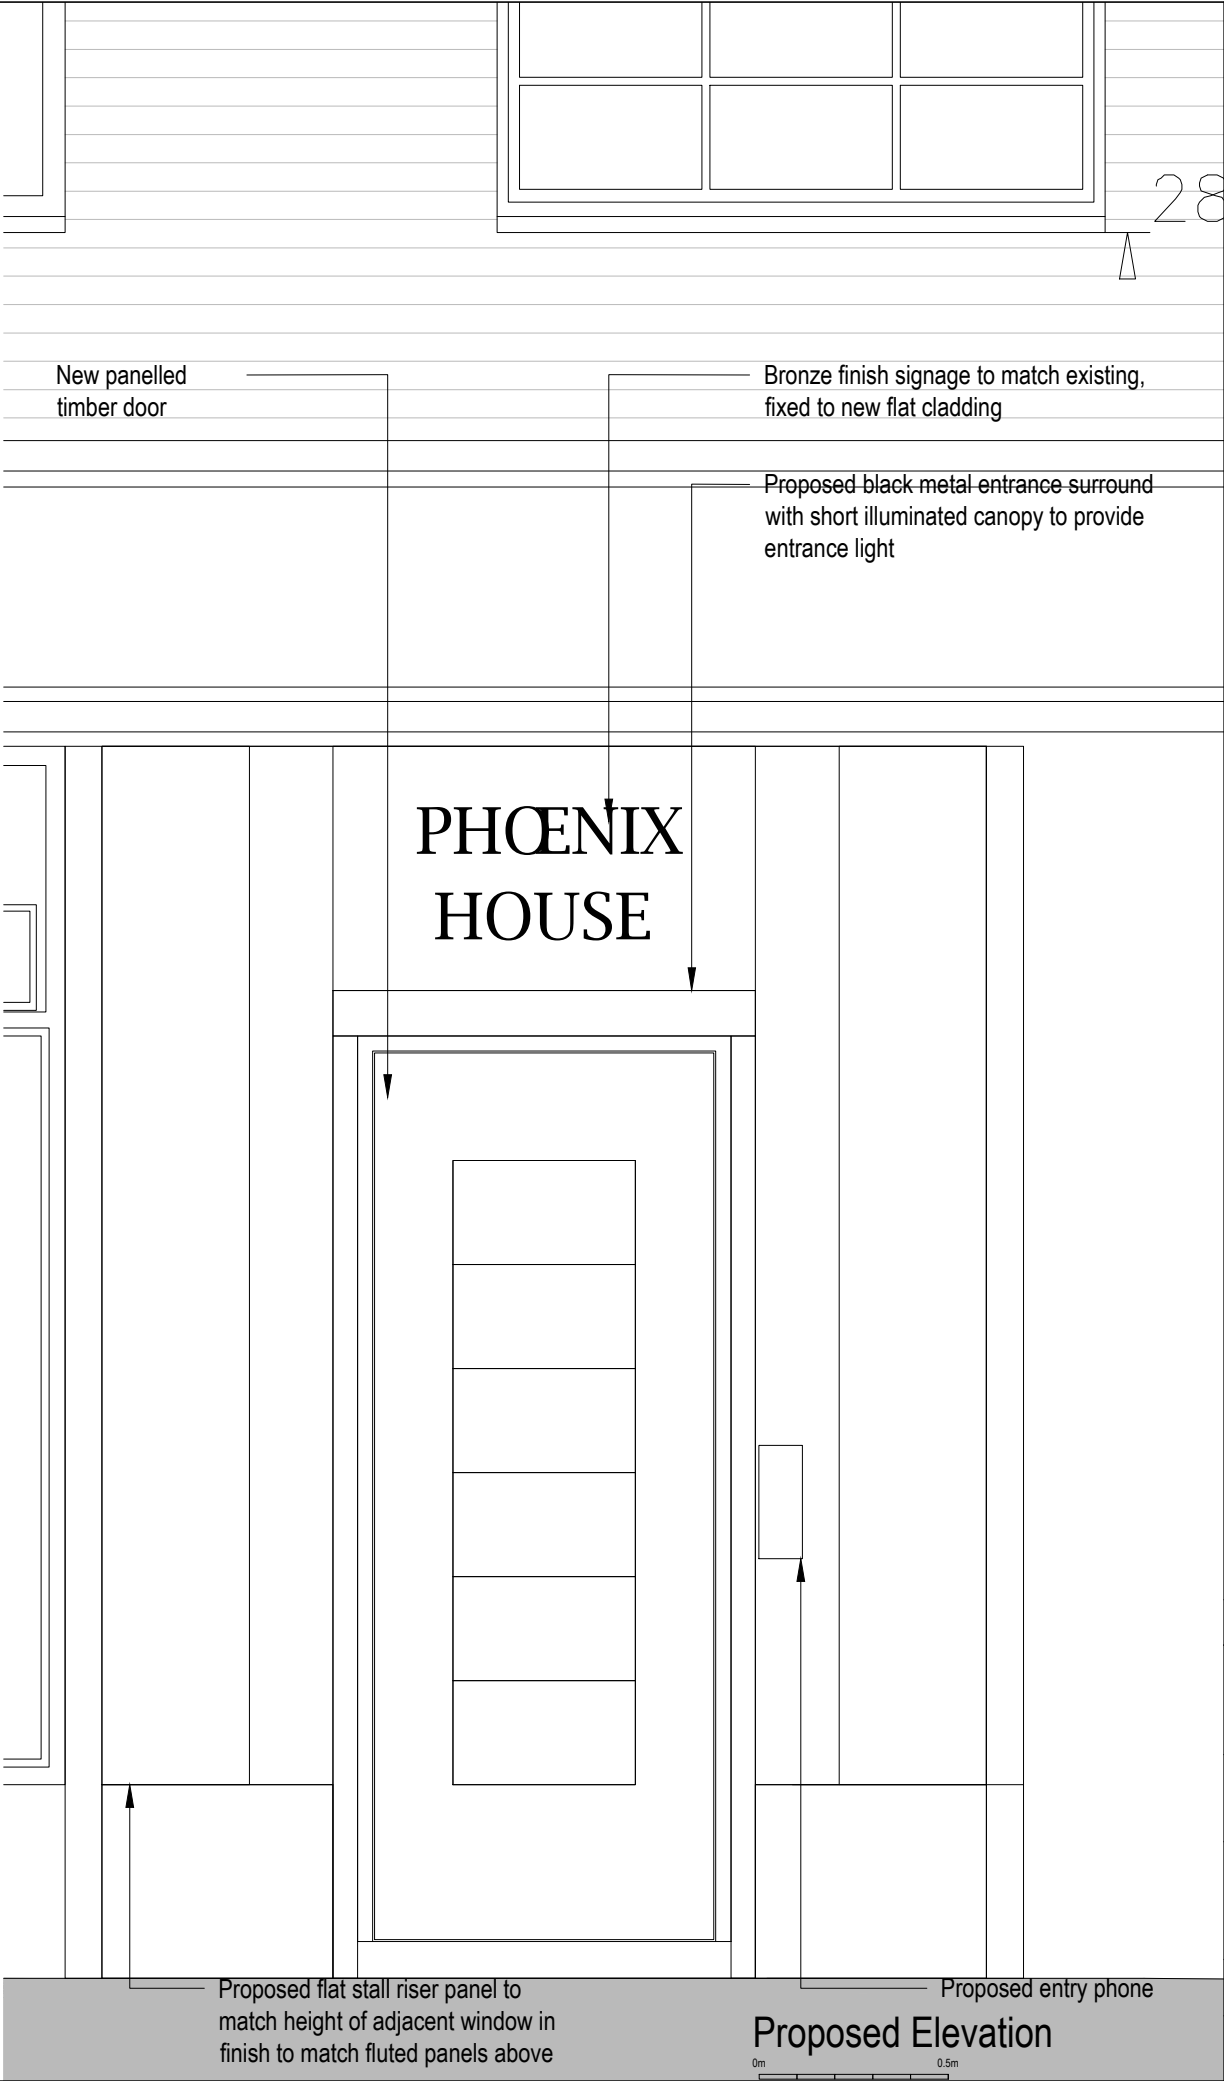 28
New panelled
timber door
Bronze finish signage to match existing,
fixed to new flat cladding
Proposed black metal entrance surround
with short illuminated canopy to provide
entrance light
PHŒNIX
HOUSE
Proposed flat stall riser panel to
match height of adjacent window in
finish to match fluted panels above
Proposed entry phone
Proposed Elevation
0m 0.5m